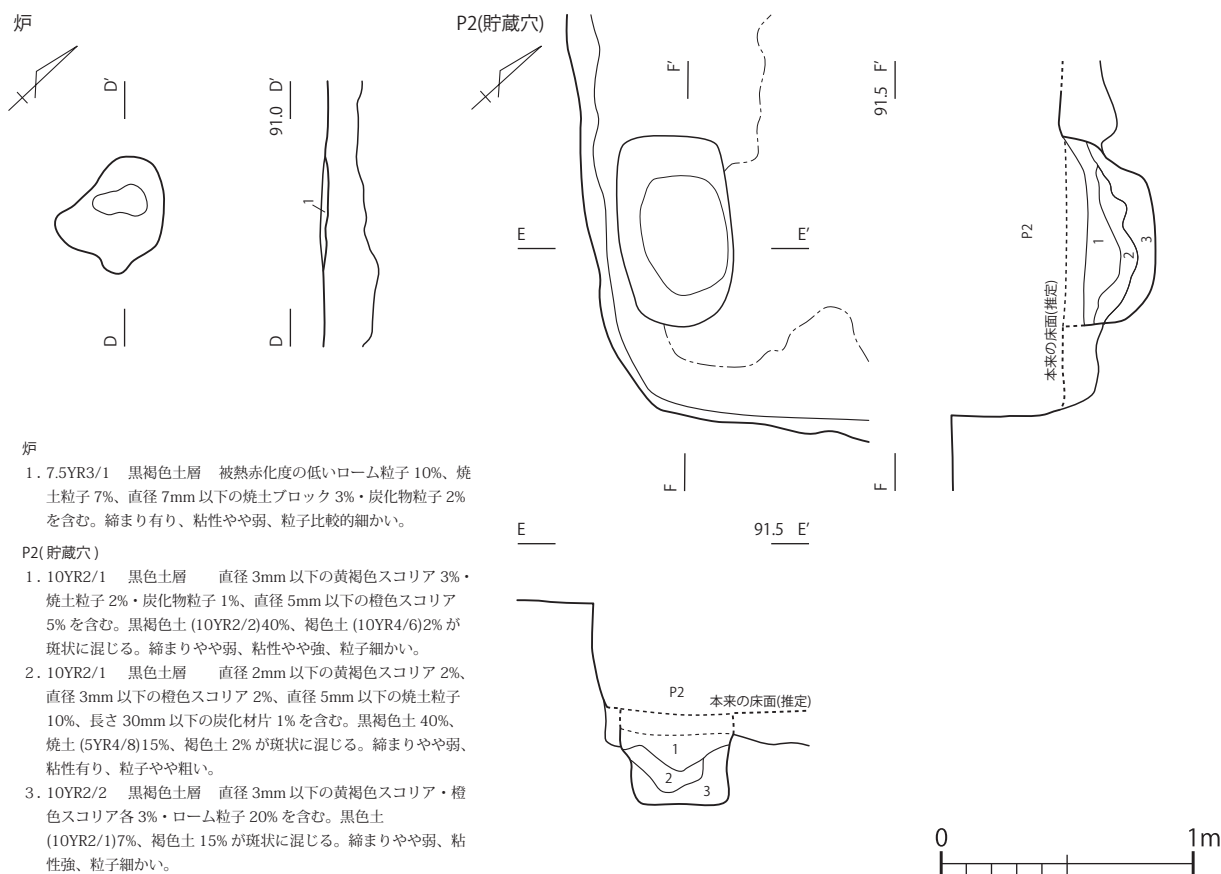 炉
P2(貯蔵穴)
D'
91.0 D'
F'
91.5 F'
1
E
E'
P2
1
2
3
本来の床面(推定)
D
D
F
F
炉
1. 7.5YR3/1 黒褐色土層 被熱赤化度の低いローム粒子 10%、焼
土粒子 7%、直径 7mm 以下の焼土ブロック 3%・炭化物粒子 2%
を含む。締まり有り、粘性やや弱、粒子比較的細かい。
P2( 貯蔵穴 )
1. 10YR2/1 黒色土層 直径 3mm 以下の黄褐色スコリア 3%・
焼土粒子 2%・炭化物粒子 1%、直径 5mm 以下の橙色スコリア
5% を含む。黒褐色土 (10YR2/2)40%、褐色土 (10YR4/6)2% が
斑状に混じる。締まりやや弱、粘性やや強、粒子細かい。
2. 10YR2/1 黒色土層 直径 2mm 以下の黄褐色スコリア 2%、
直径 3mm 以下の橙色スコリア 2%、直径 5mm 以下の焼土粒子
10%、長さ 30mm 以下の炭化材片 1% を含む。黒褐色土 40%、
焼土 (5YR4/8)15%、褐色土 2% が斑状に混じる。締まりやや弱、
粘性有り、粒子やや粗い。
3. 10YR2/2 黒褐色土層 直径 3mm 以下の黄褐色スコリア・橙
色スコリア各 3%・ローム粒子 20% を含む。黒色土
(10YR2/1)7%、褐色土 15% が斑状に混じる。締まりやや弱、粘
性強、粒子細かい。
E
91.5 E'
P2
本来の床面(推定)
1
2
3
0
1m